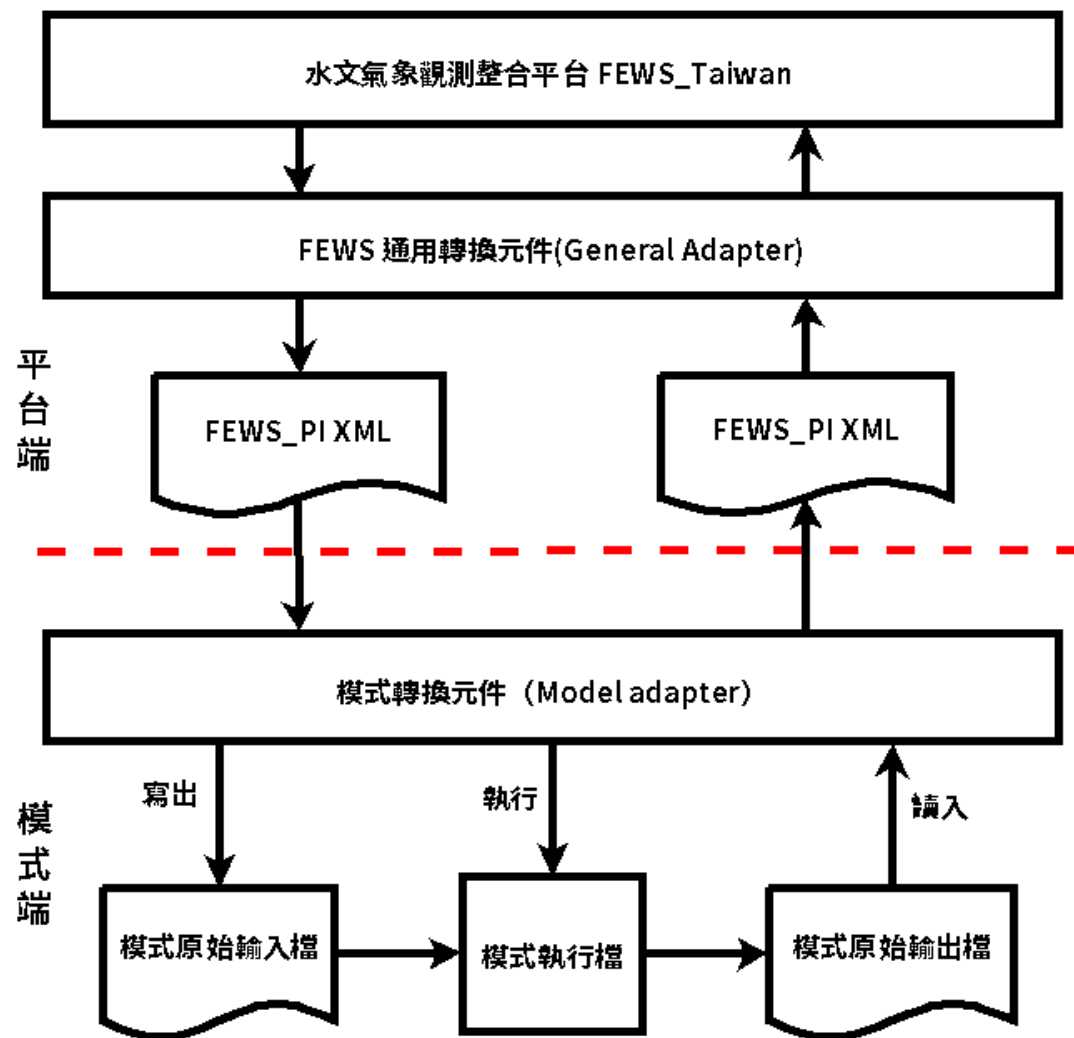 水文氣象觀測整合平台 FEWS_Taiwan
FEWS 通用轉換元件(General Adapter)
平台端
FEWS_PI XML
FEWS_PI XML
模式轉換元件（Model adapter）
寫出
執行
讀入
模式端
模式原始輸入檔
模式執行檔
模式原始輸出檔